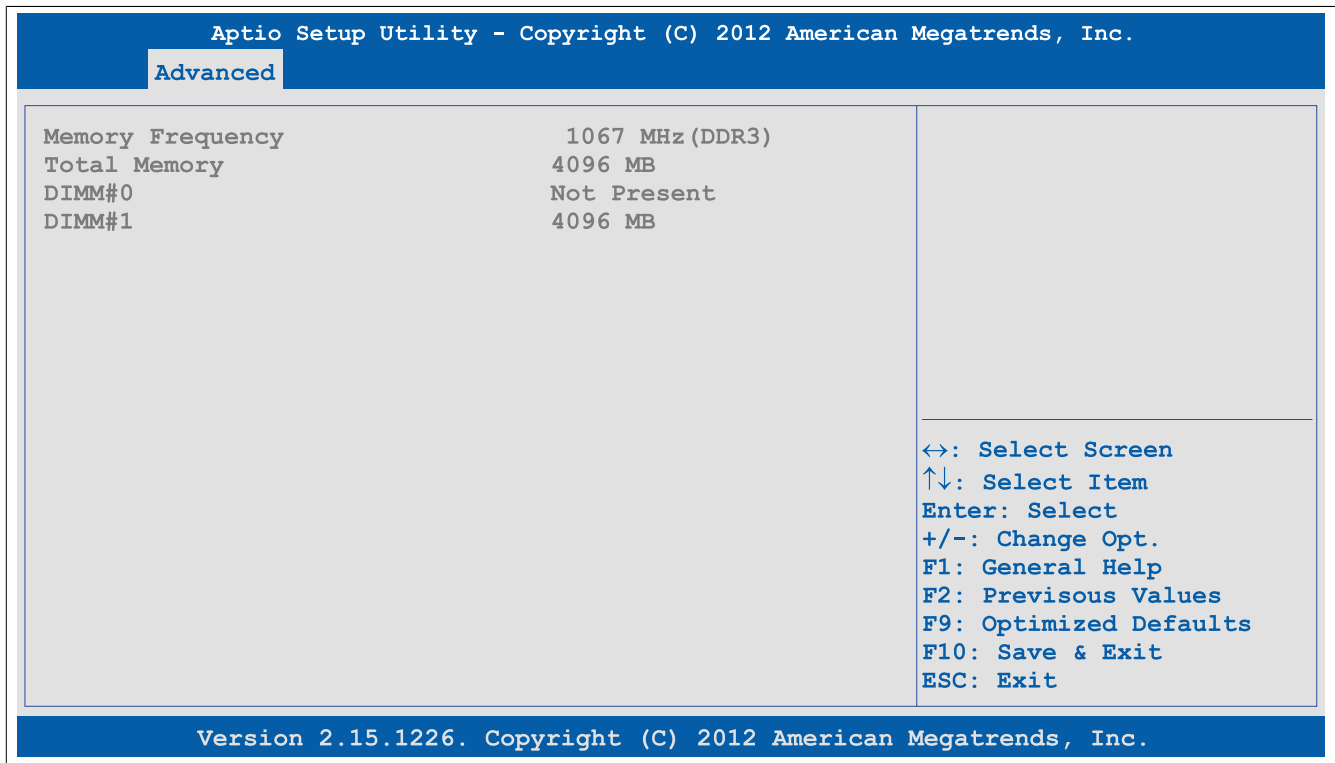 Aptio Setup Utility - Copyright (C) 2012 American Megatrends, Inc.
Advanced
Memory Frequency 1067 MHz(DDR3)
Total Memory 4096 MB
DIMM#0 Not Present
DIMM#1 4096 MB
↔: Select Screen
↑↓: Select Item
Enter: Select
+/-: Change Opt.
F1: General Help
F2: Previsous Values
F9: Optimized Defaults
F10: Save & Exit
ESC: Exit
Version 2.15.1226. Copyright (C) 2012 American Megatrends, Inc.